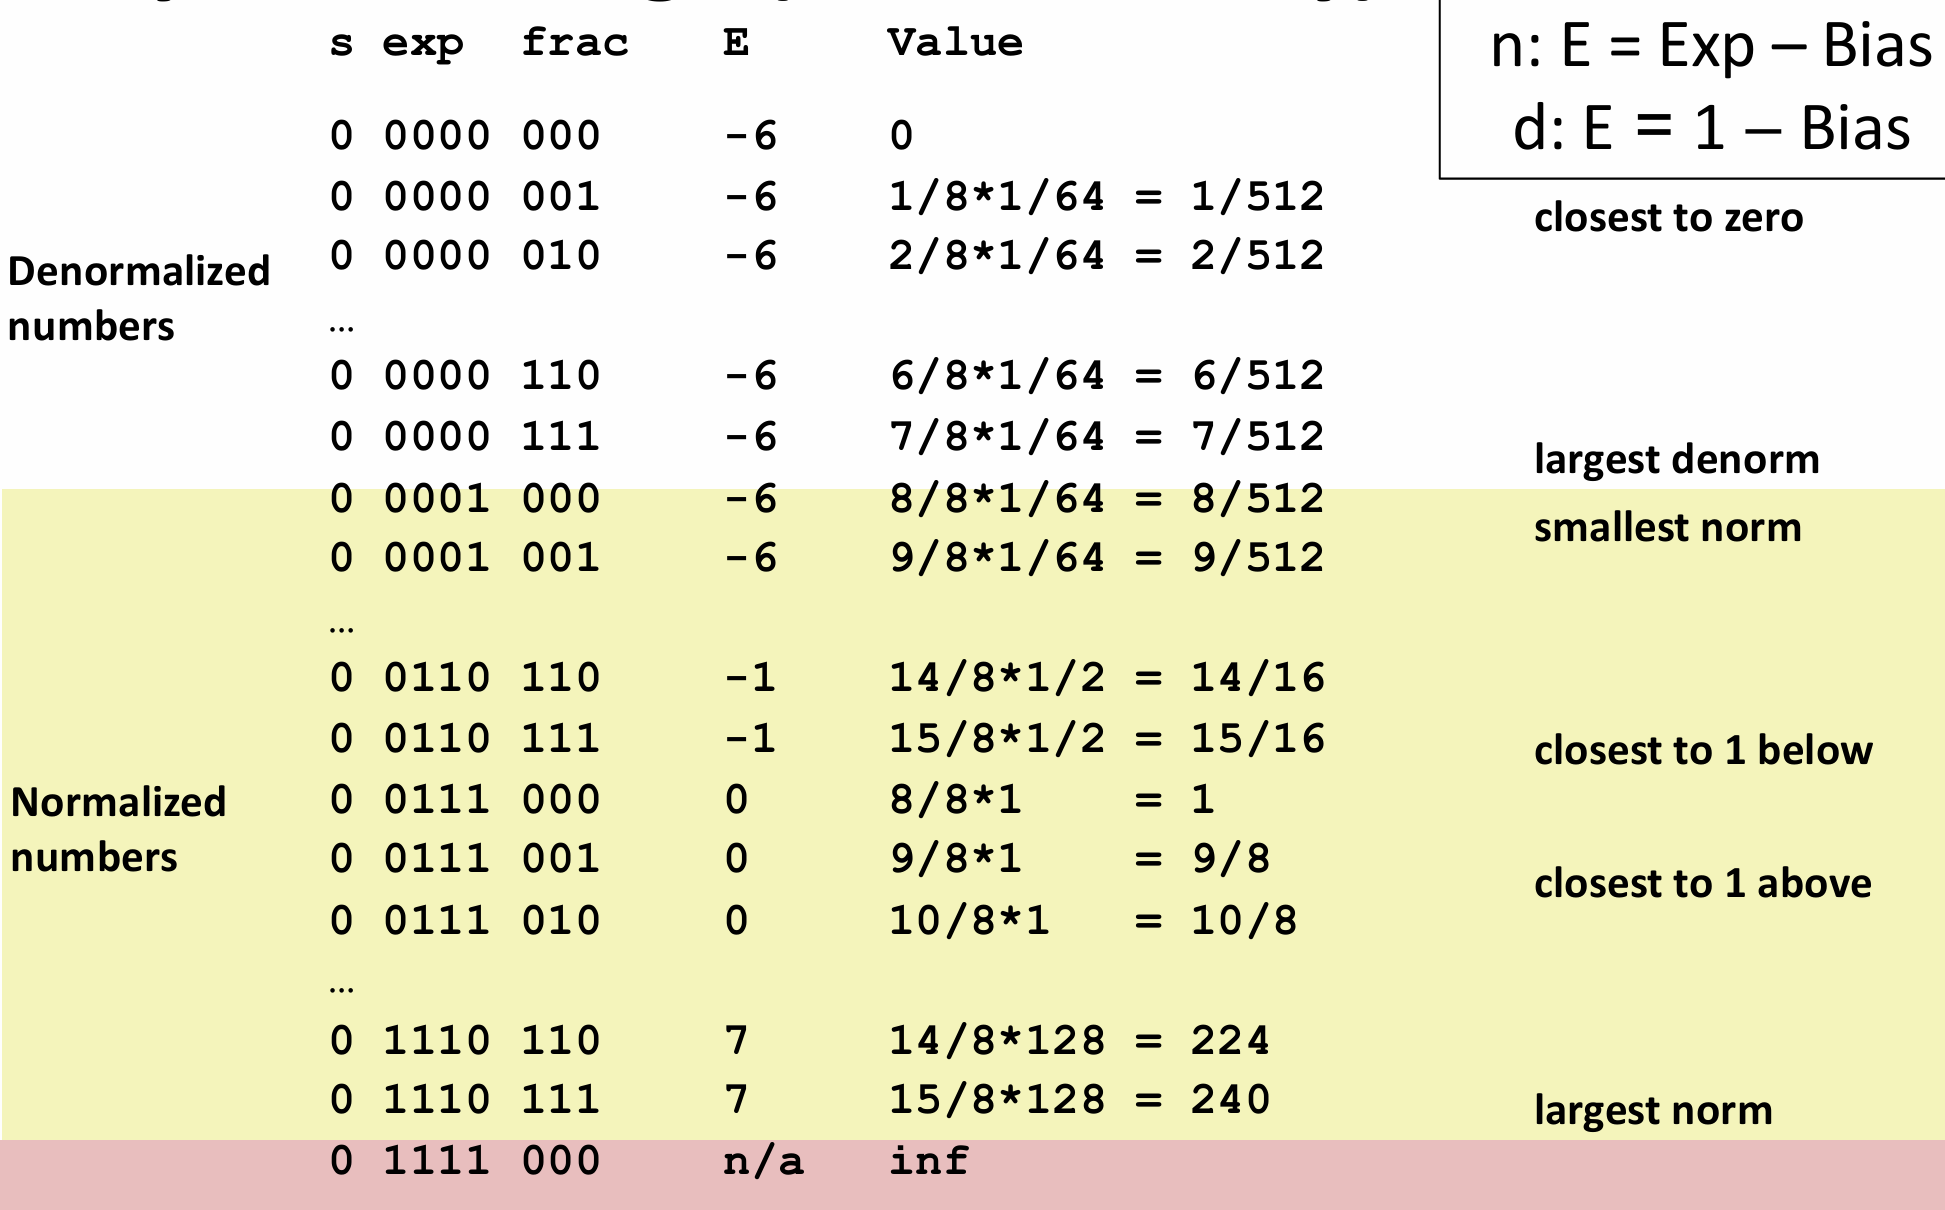 s exp frac E Value
n: E = Exp – Bias
d: E = 1 – Bias
0 0000 000 -6 0
0 0000 001 -6 1/8*1/64 = 1/512 closest to zero
0 0000 010 -6 2/8*1/64 = 2/512
Denormalized
numbers
…
0 0000 110 -6 6/8*1/64 = 6/512
0 0000 111 -6 7/8*1/64 = 7/512 largest denorm
0 0001 000 -6 8/8*1/64 = 8/512 smallest norm
0 0001 001 -6 9/8*1/64 = 9/512
…
0 0110 110 -1 14/8*1/2 = 14/16
0 0110 111 -1 15/8*1/2 = 15/16 closest to 1 below
Normalized
numbers
0 0111 000 0 8/8*1 = 1
0 0111 001 0 9/8*1 = 9/8 closest to 1 above
0 0111 010 0 10/8*1 = 10/8
…
0 1110 110 7 14/8*128 = 224
0 1110 111 7 15/8*128 = 240 largest norm
0 1111 000 n/a inf